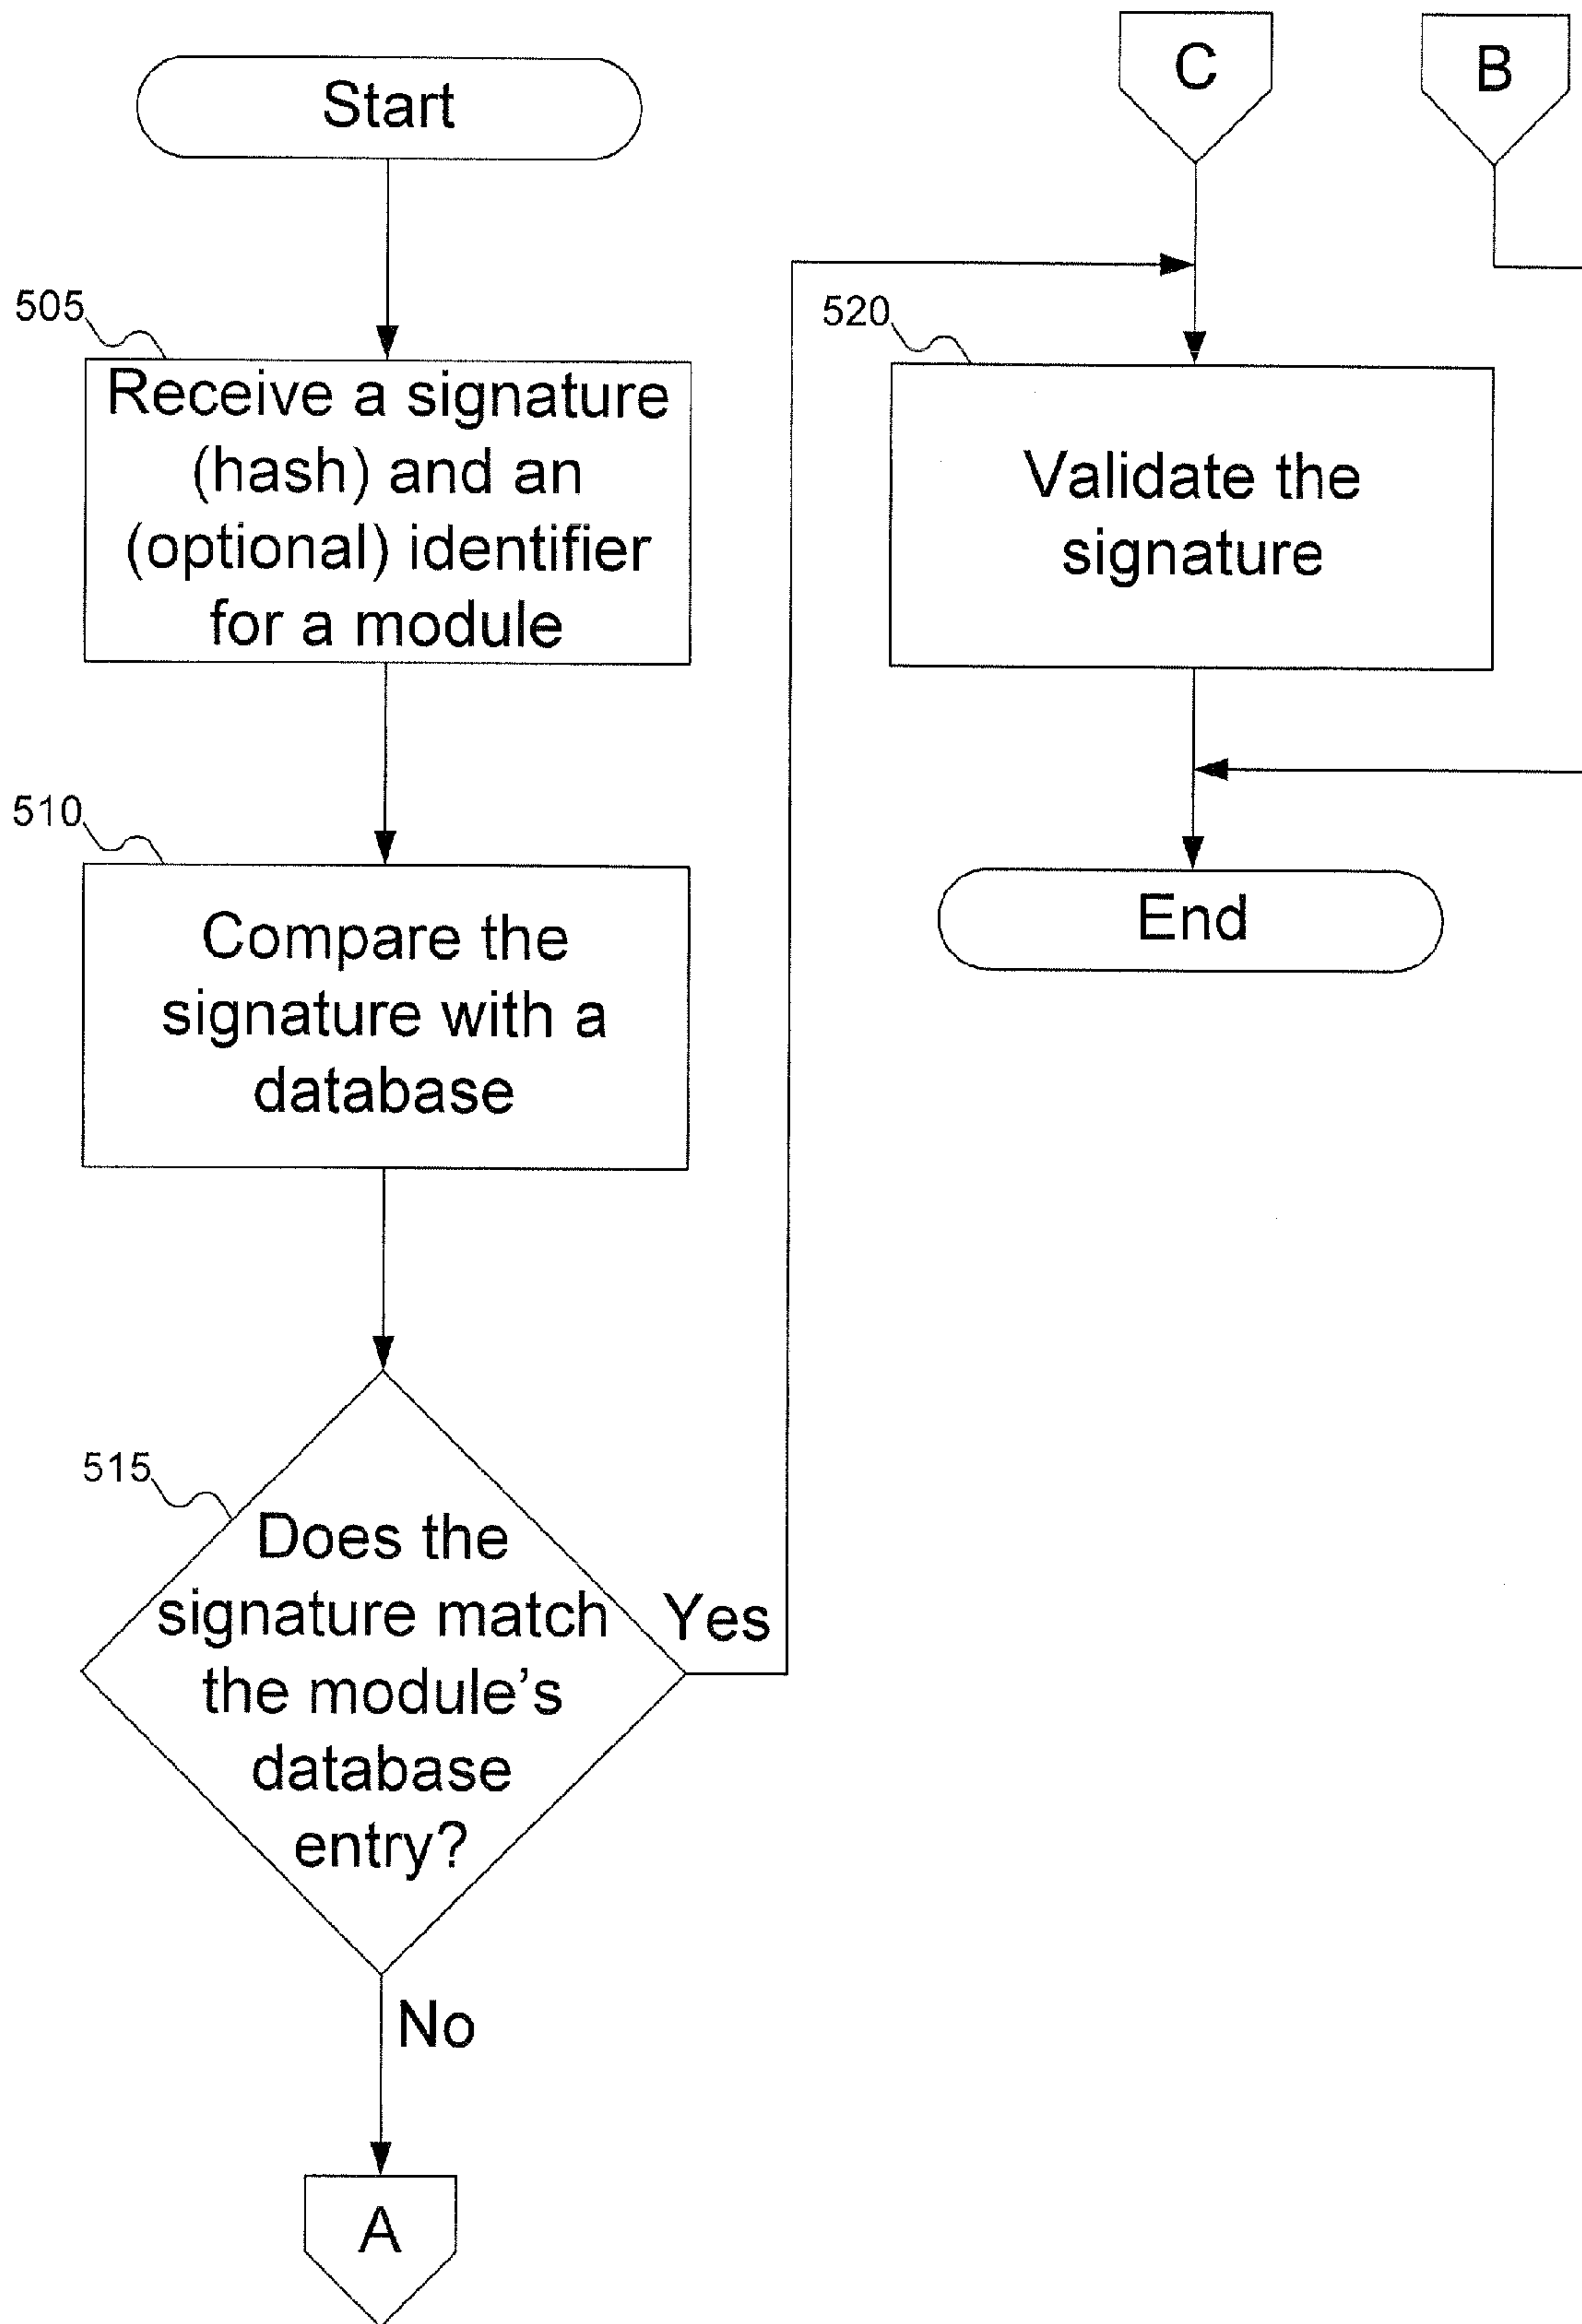 Start
505
Receive a signature
(hash) and an
(optional) identifier
for a module
510
Compare the
signature with a
database
515
Does the
signature match
the module's
database
entry?
Yes
No
A
C
B
520
Validate the
signature
End